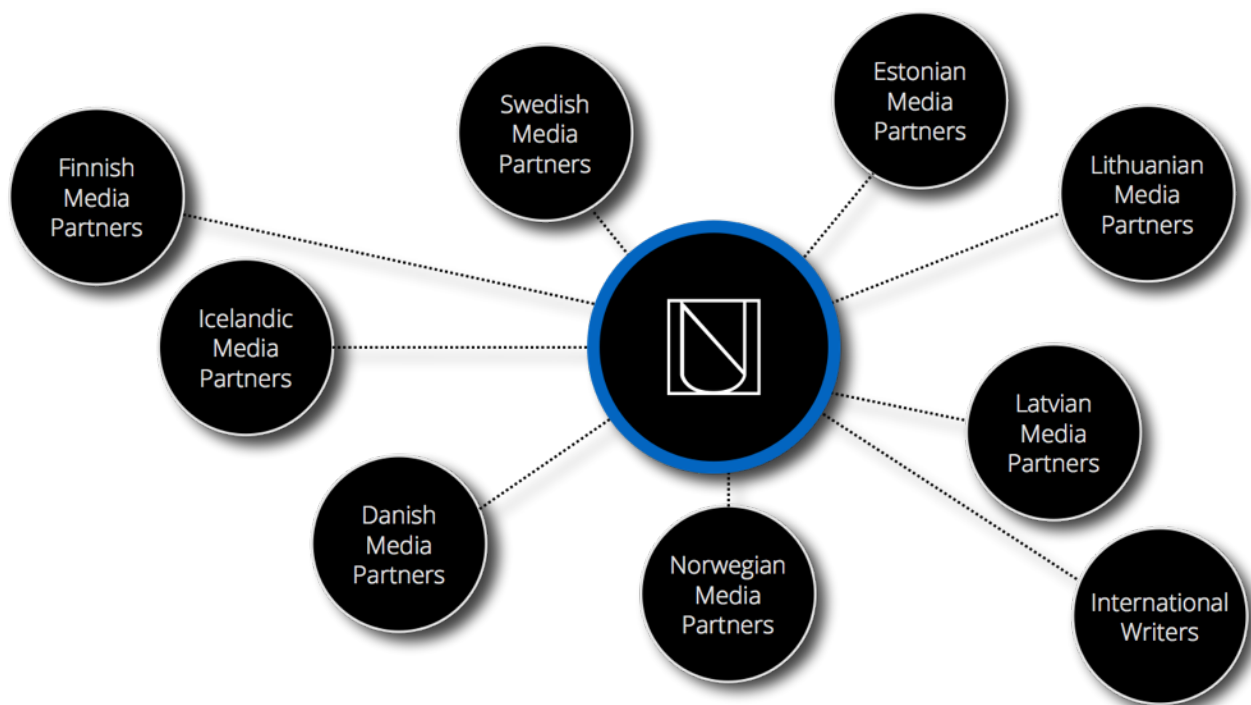 Swedish
Media
Partners
Estonian
Media
Partners
Finnish
Media
Partners
Lithuanian
Media
Partners
Icelandic
Media
Partners
Latvian
Media
Partners
Danish
Media
Partners
Norwegian
Media
Partners
International
Writers